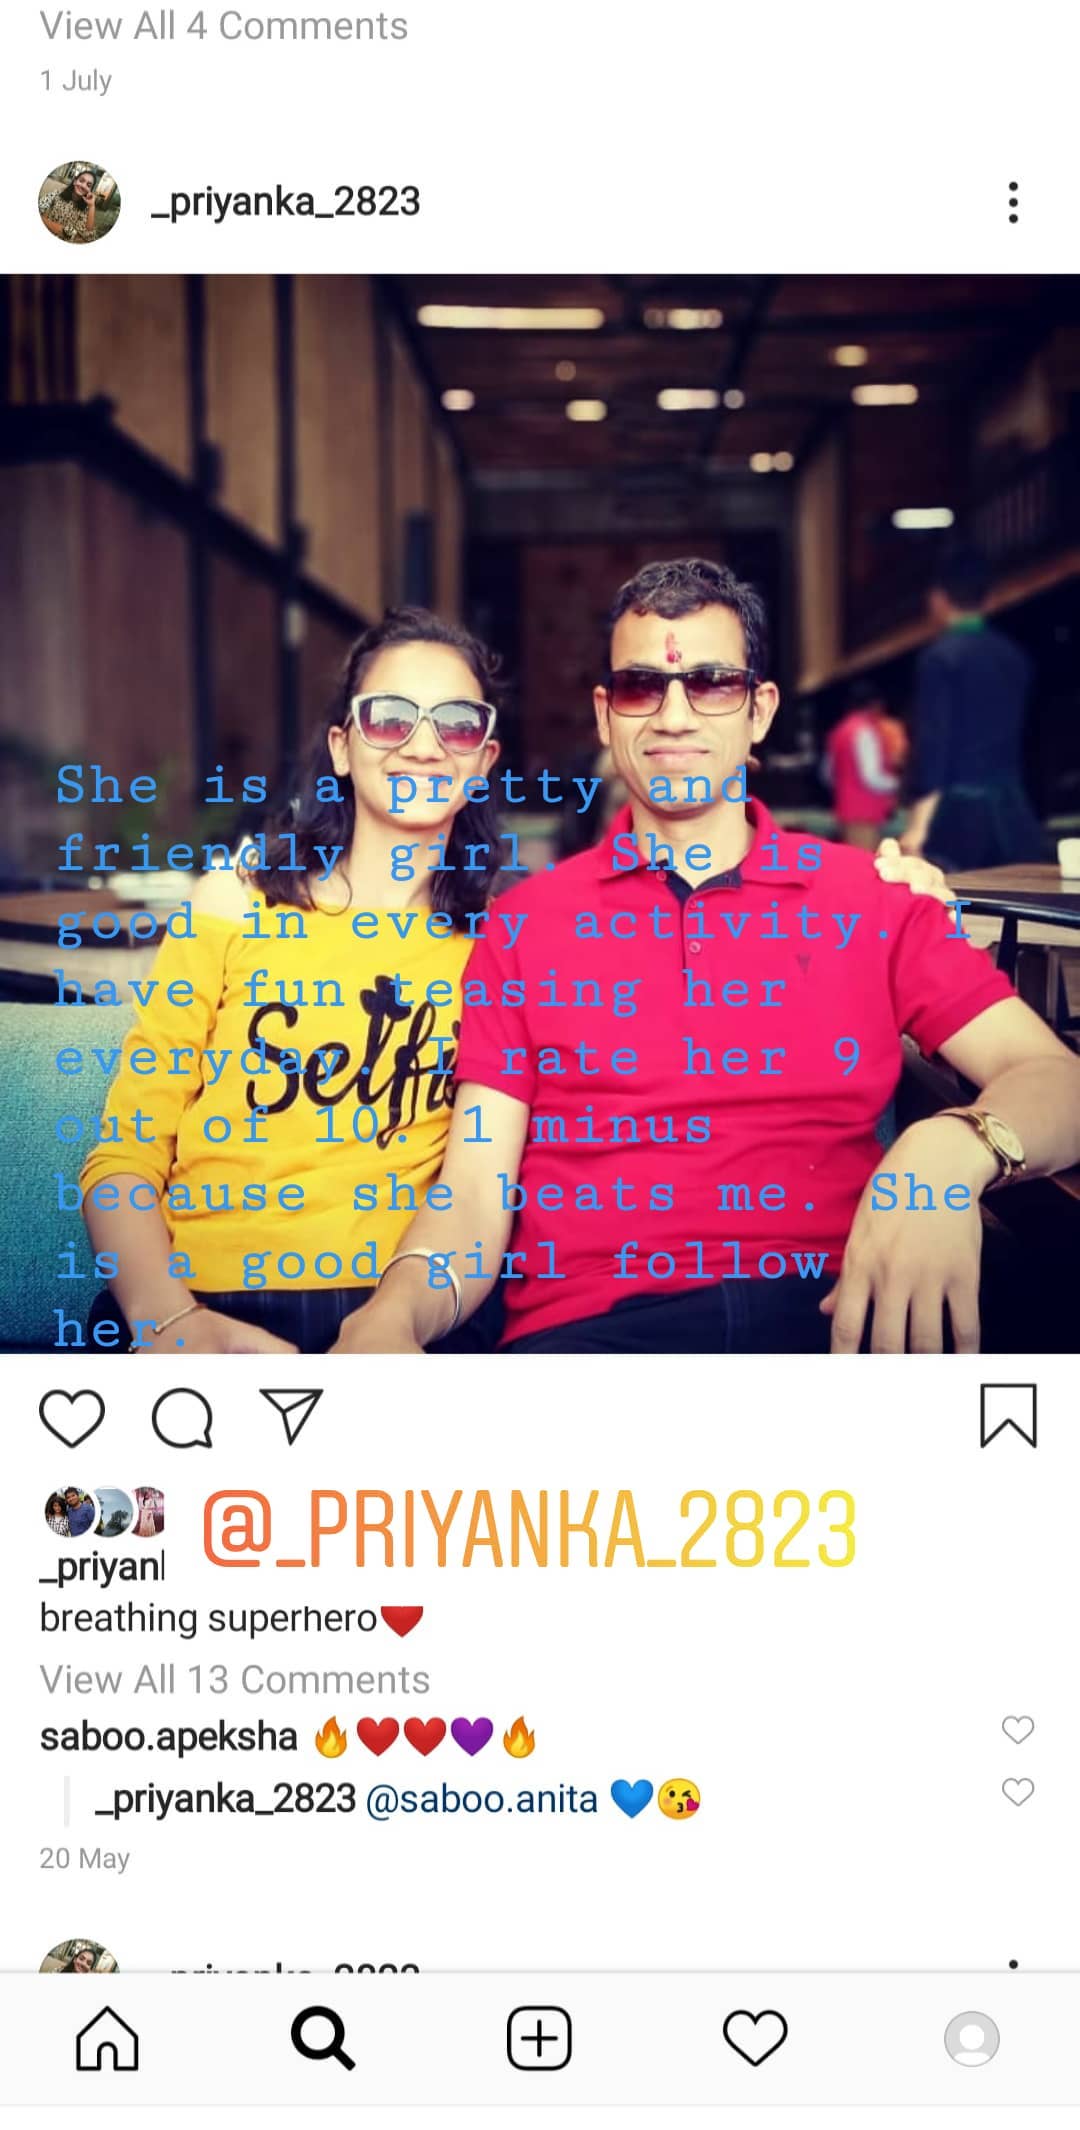 View All 4 Comments
1 July
_priyanka_2823
She is a pretty and
friendly girl. She is
good in every activity. I
have fun teasing her
everyday. I rate her 9
out of 10. 1 minus
because she beats me. She
is a good girl follow
her.
Selfie
@_PRIYANKA_2823
_priyan
breathing superhero❤️
View All 13 Comments
saboo.apeksha 🔥❤️❤️💜🔥
_priyanka_2823 @saboo.anita 💙😘
20 May